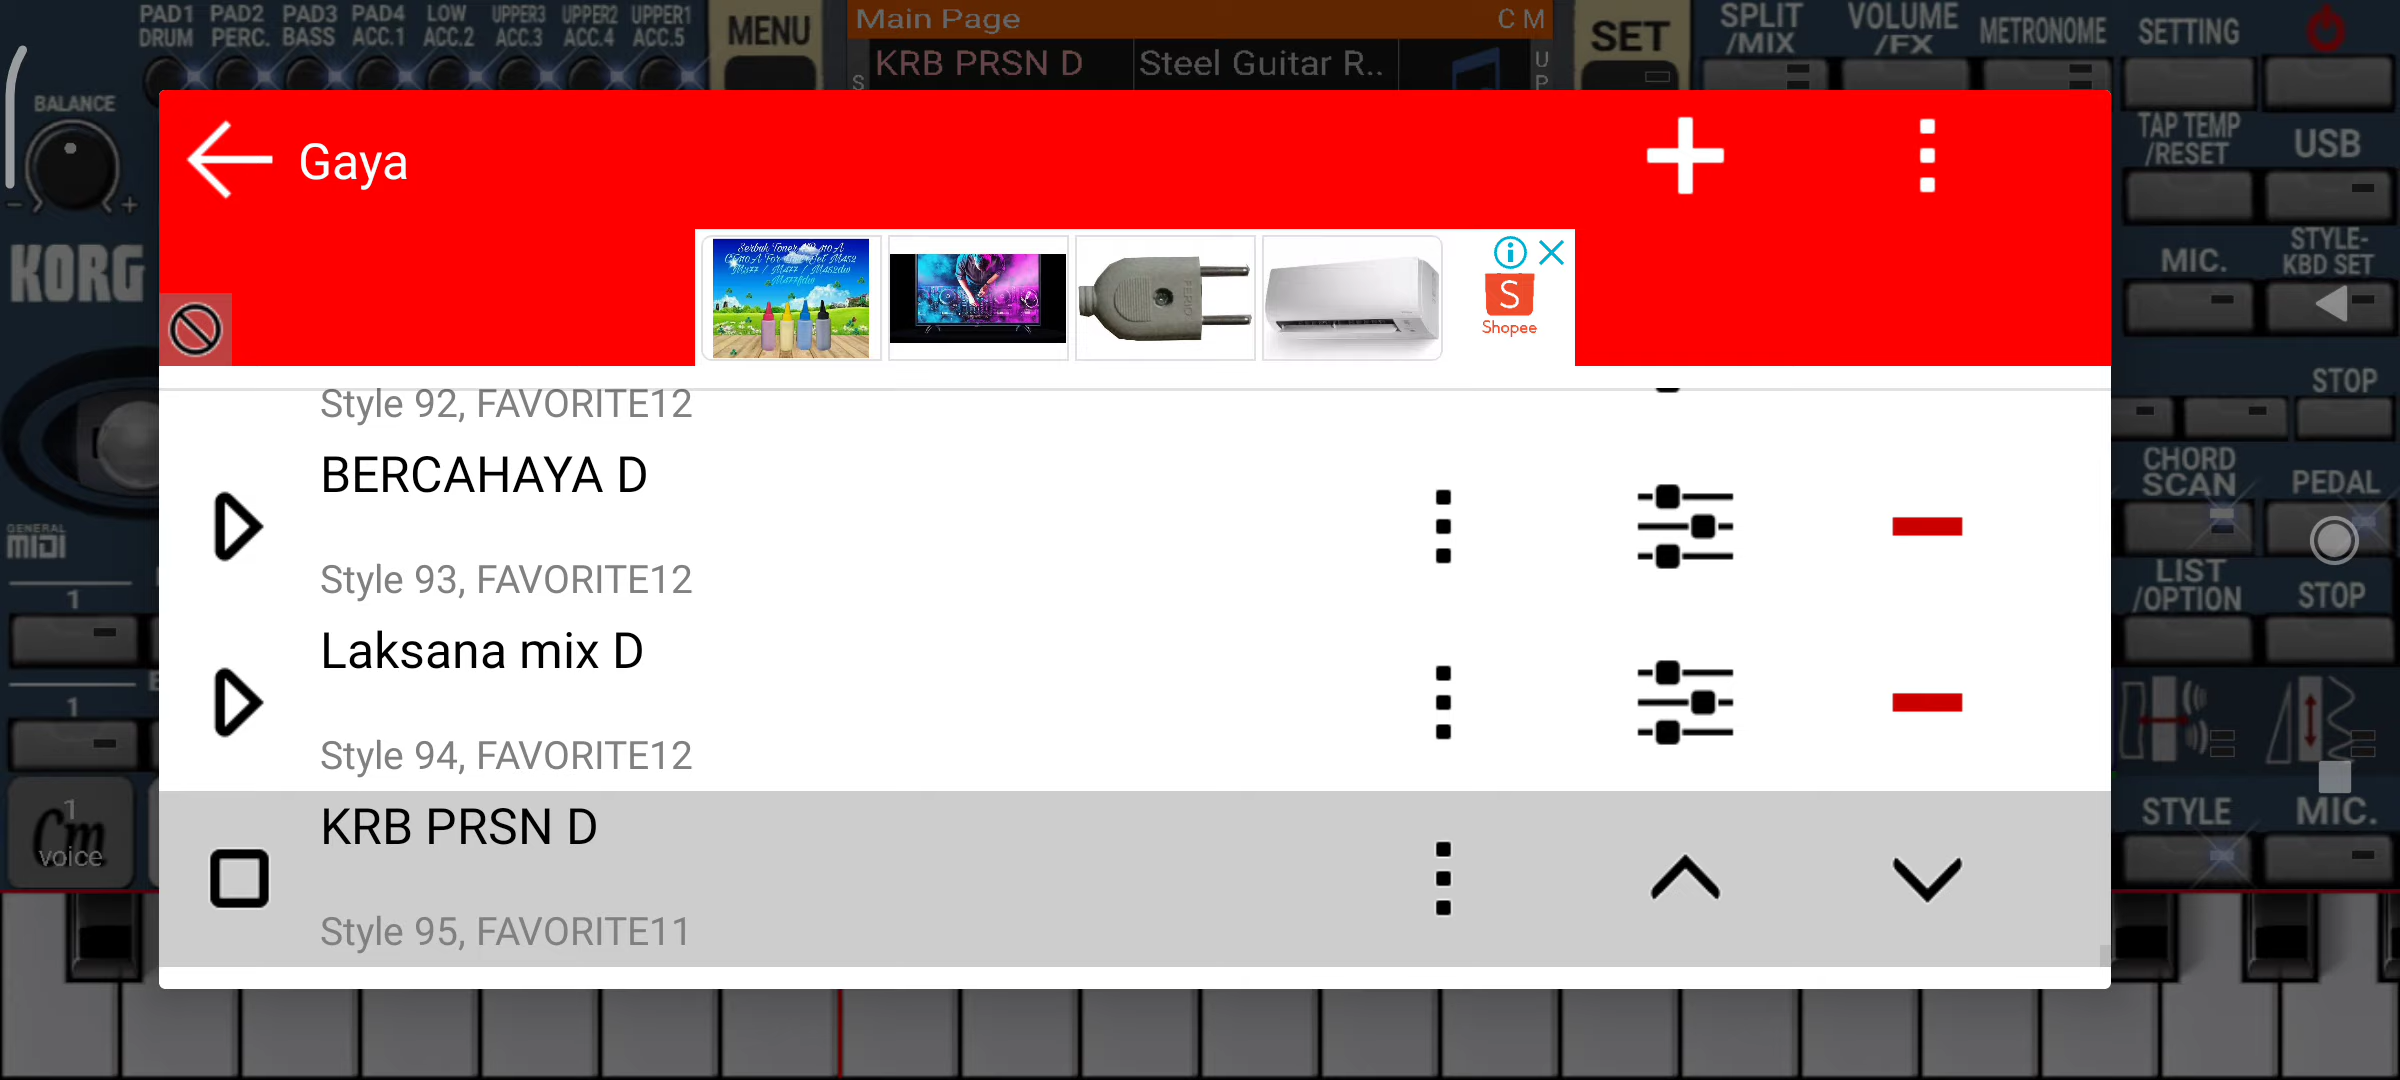 PAD1 PAD2 PAD3 PAD4 LOW UPPER3 UPPER2 UPPER1
DRUM PERC. BASS ACC.1 ACC.2 ACC.3 ACC.4 ACC.5
MENU
Main Page
C M
KRB PRSN D
Steel Guitar R..
S
U
P
SET
SPLIT
/MIX
VOLUME
/FX
METRONOME
SETTING
BALANCE
- +
KORG
GENERAL
MIDI
TAP TEMP
/RESET
USB
MIC.
STYLE-
KBD SET
STOP
CHORD
SCAN
PEDAL
LIST
/OPTION
STOP
STYLE
MIC.
1
1
1
Cm
voice
Gaya
Shopee
Style 92, FAVORITE12
BERCAHAYA D
Style 93, FAVORITE12
Laksana mix D
Style 94, FAVORITE12
KRB PRSN D
Style 95, FAVORITE11